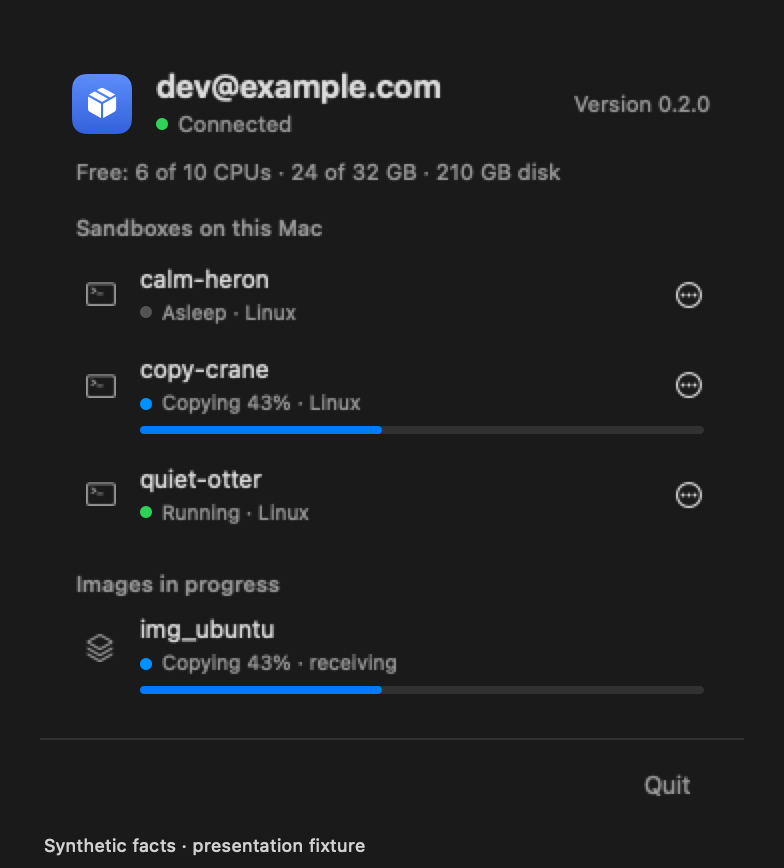 dev@example.com
Connected
Version 0.2.0
Free: 6 of 10 CPUs · 24 of 32 GB · 210 GB disk
Sandboxes on this Mac
calm-heron
Asleep · Linux
copy-crane
Copying 43% · Linux
quiet-otter
Running · Linux
Images in progress
img_ubuntu
Copying 43% · receiving
Quit
Synthetic facts · presentation fixture